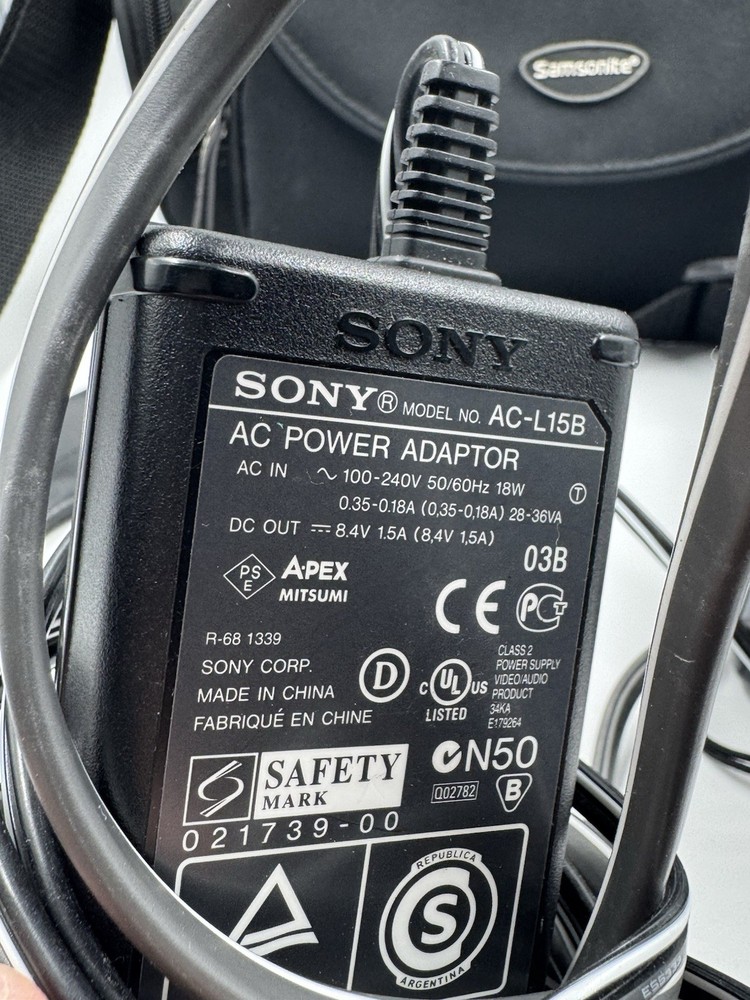 Samsonite®
SONY
SONY® MODEL NO. AC-L15B
AC POWER ADAPTOR
AC IN ～ 100-240V 50/60Hz 18W
0.35-0.18A (0,35-0,18A) 28-36VA
T
DC OUT ⎓ 8.4V 1.5A (8,4V 1,5A)
03B
PS
E
A·PEX
MITSUMI
CE PCT
R-68 1339
SONY CORP.
MADE IN CHINA
FABRIQUÉ EN CHINE
D
C UL US
LISTED
CLASS 2
POWER SUPPLY
VIDEO/AUDIO
PRODUCT
34KA
E179264
N50
SAFETY
MARK
Q02782
B
021739-00
REPUBLICA
S
ARGENTINA